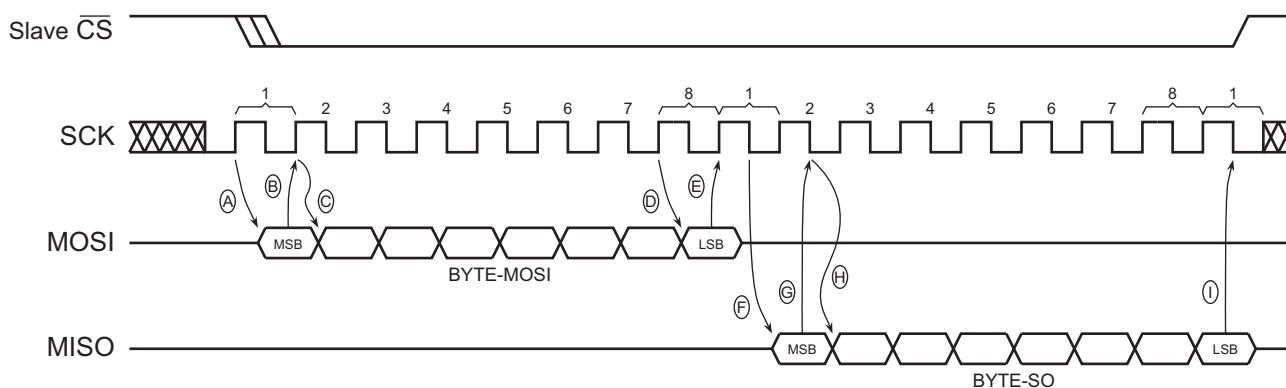 Slave CS
1 2 3 4 5 6 7 8 1 2 3 4 5 6 7 8 1
SCK
A B C D E
MOSI MSB LSB
BYTE-MOSI
F G H I
MISO MSB LSB
BYTE-SO